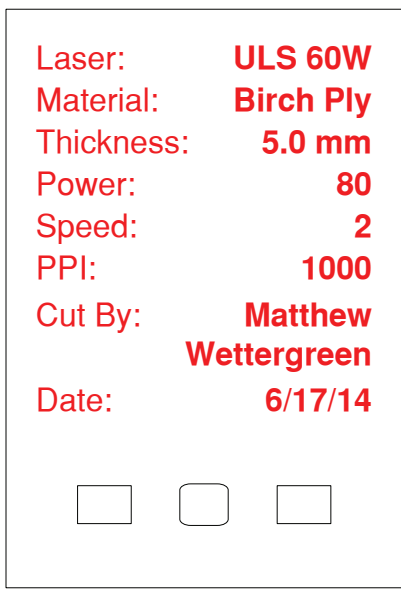 Laser: ULS 60W
Material: Birch Ply
Thickness: 5.0 mm
Power: 80
Speed: 2
PPI: 1000
Cut By: Matthew
Wettergreen
Date: 6/17/14